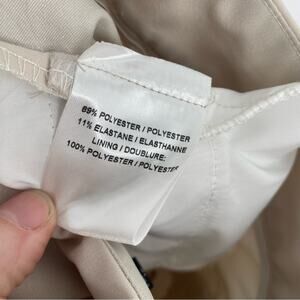 89% POLYESTER / POLYESTER
11% ELASTANE / ELASTHANNE
LINING / DOUBLURE:
100% POLYESTER / POLYESTER